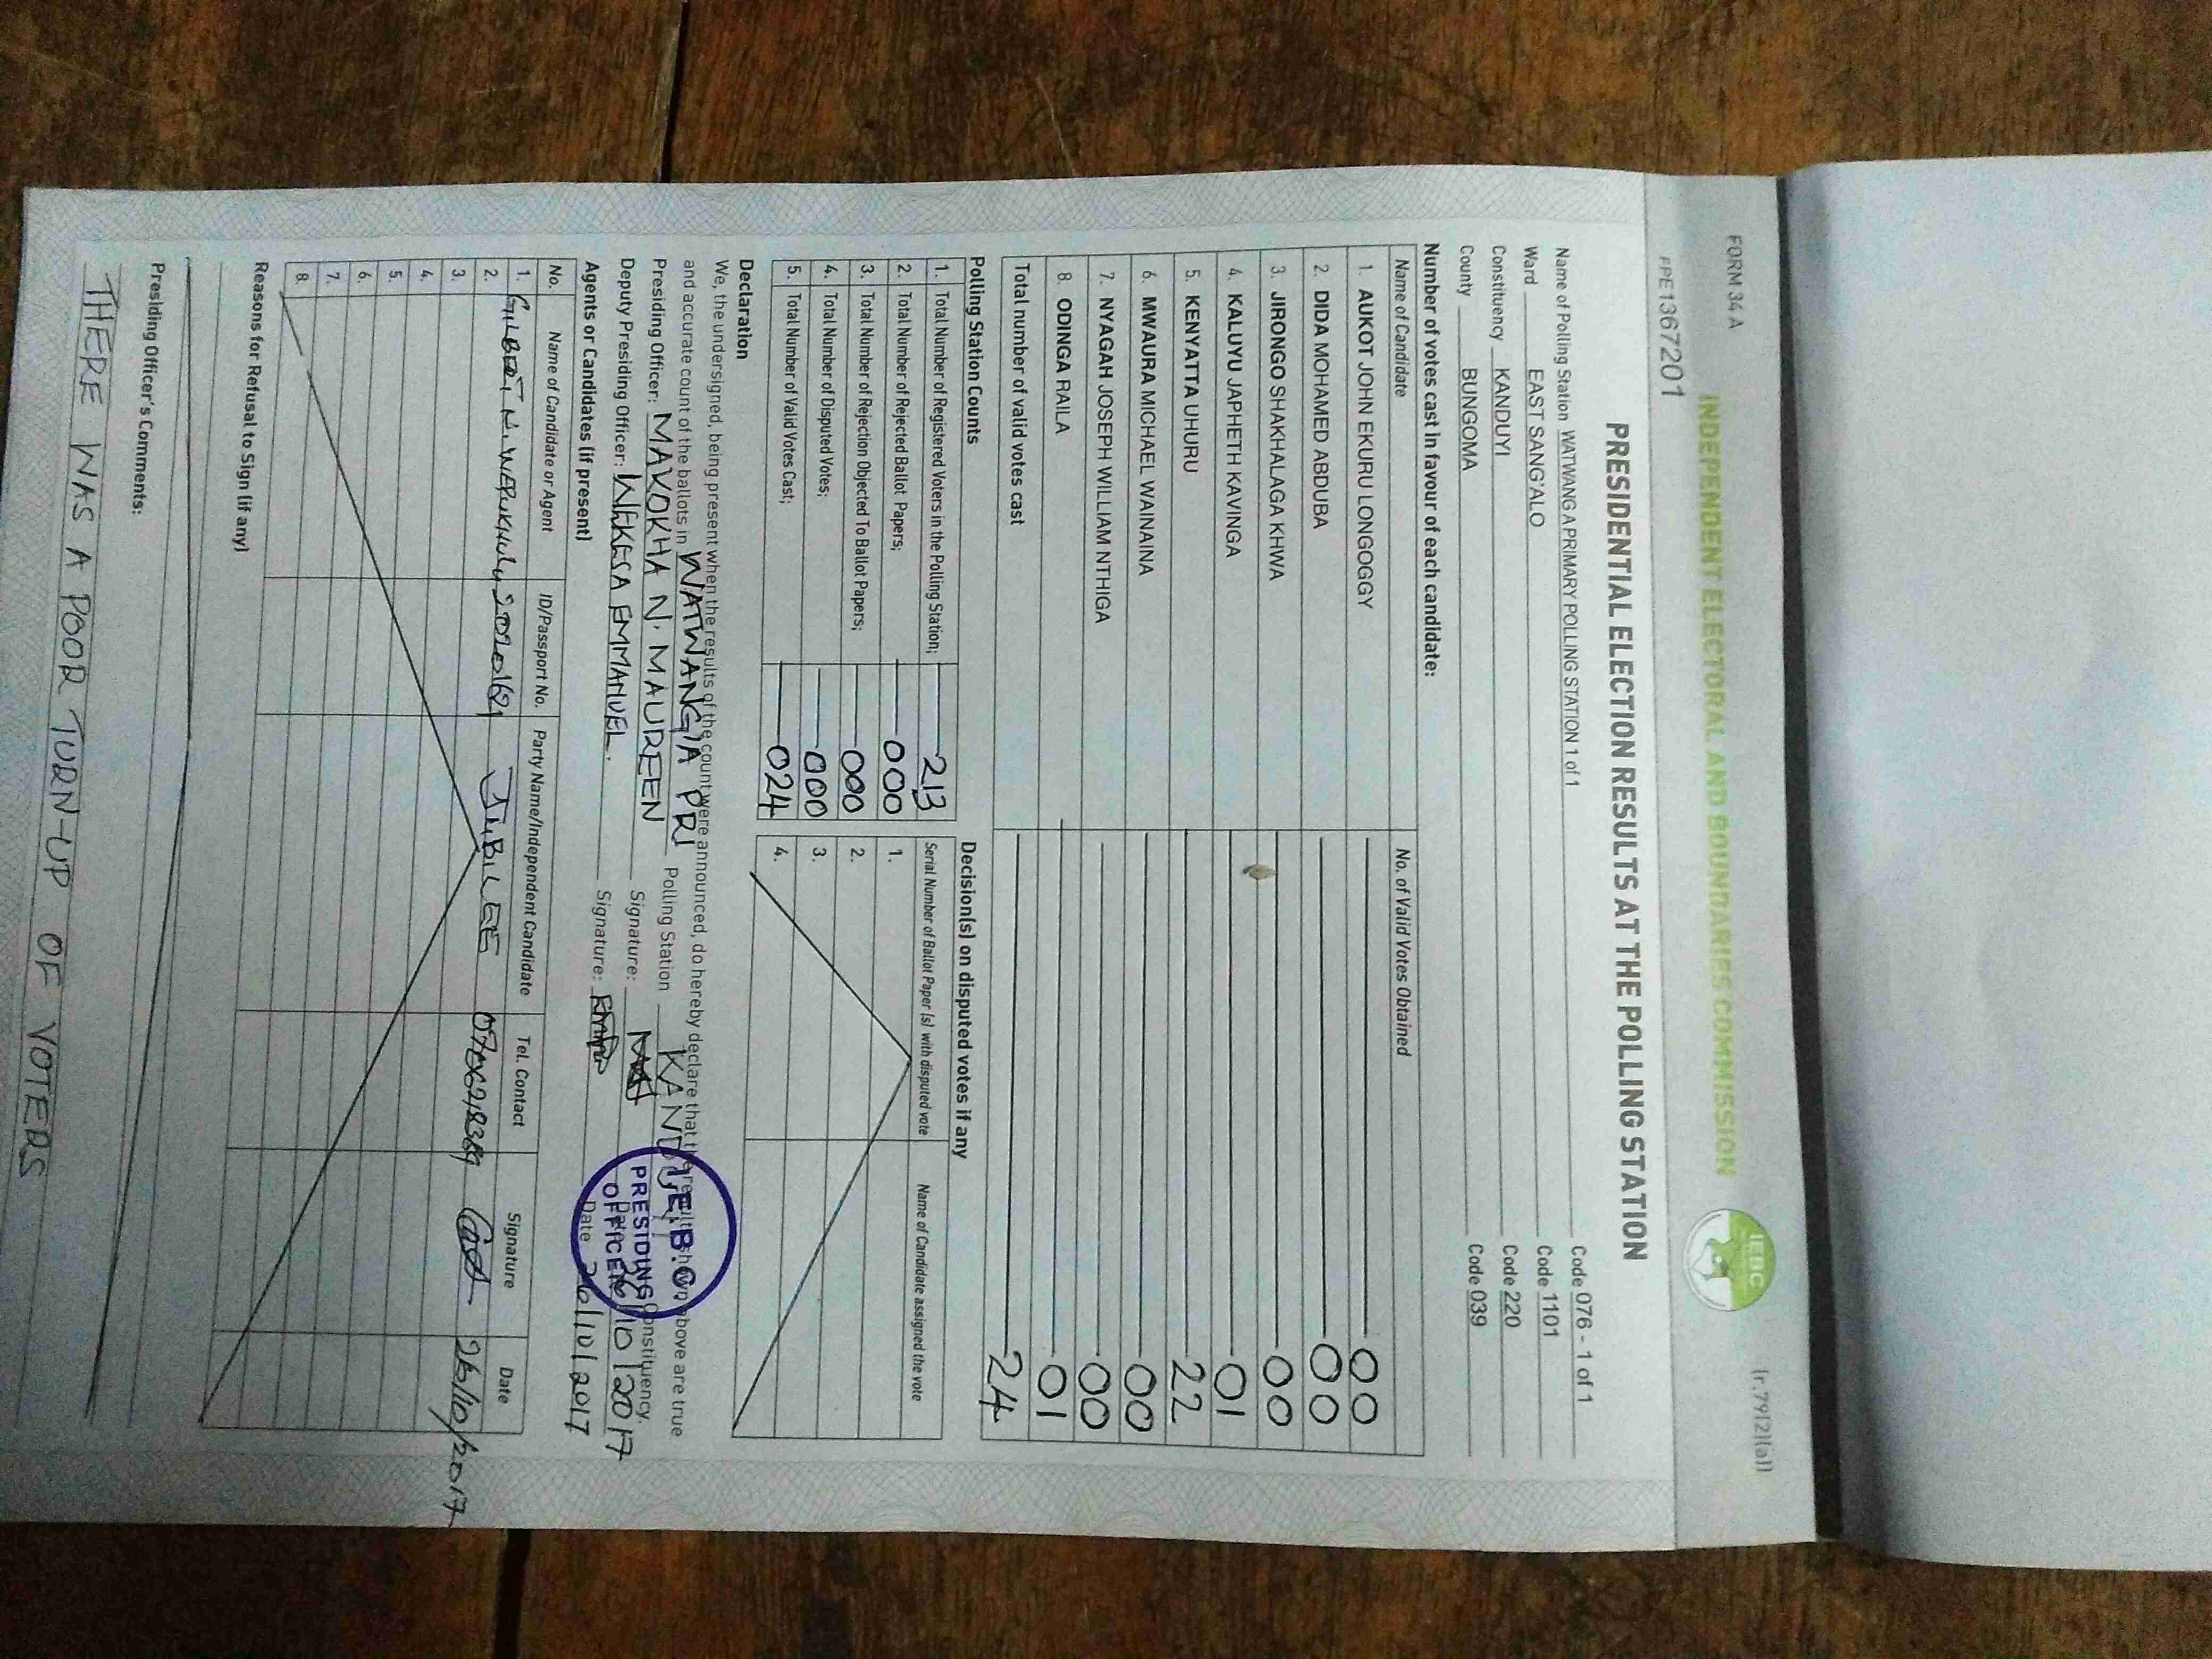 FORM 34 A
(r.79(2)(a))
INDEPENDENT ELECTORAL AND BOUNDARIES COMMISSION
IEBC
FPE1367201
PRESIDENTIAL ELECTION RESULTS AT THE POLLING STATION
Name of Polling Station WATWANG A PRIMARY POLLING STATION 1 of 1 Code 076 - 1 of 1
Ward EAST SANG'ALO Code 1101
Constituency KANDUYI Code 220
County BUNGOMA Code 039
Number of votes cast in favour of each candidate:
Name of Candidate No. of Valid Votes Obtained
1. AUKOT JOHN EKURU LONGOGGY 00
2. DIDA MOHAMED ABDUBA 00
3. JIRONGO SHAKHALAGA KHWA 00
4. KALUYU JAPHETH KAVINGA 01
5. KENYATTA UHURU 22
6. MWAURA MICHAEL WAINAINA 00
7. NYAGAH JOSEPH WILLIAM NTHIGA 00
8. ODINGA RAILA 01
Total number of valid votes cast 24
Polling Station Counts
1. Total Number of Registered Voters in the Polling Station; 213
2. Total Number of Rejected Ballot Papers; 000
3. Total Number of Rejection Objected To Ballot Papers; 000
4. Total Number of Disputed Votes; 000
5. Total Number of Valid Votes Cast; 024
Decision(s) on disputed votes if any
Serial Number of Ballot Paper (s) with disputed vote Name of Candidate assigned the vote
1.
2.
3.
4.
Declaration
We, the undersigned, being present when the results of the count were announced, do hereby declare that the results shown above are true
and accurate count of the ballots in WATWANGA PRI Polling Station KANDUYI Constituency.
Presiding Officer: MAKOKHA N. MAUREEN Signature: Date 26/10/2017
Deputy Presiding Officer: WEKESA EMMANUEL. Signature: Date 26/10/2017
I.E.B.C
PRESIDING
OFFICER
Agents or Candidates (if present)
No. Name of Candidate or Agent ID/Passport No. Party Name/Independent Candidate Tel. Contact Signature Date
1. GILBERT N. JUBILEE 26/10/2017
2.
3.
4.
5.
6.
7.
8.
Reasons for Refusal to Sign (if any)
Presiding Officer's Comments:
THERE WAS A POOR TURN-UP OF VOTERS